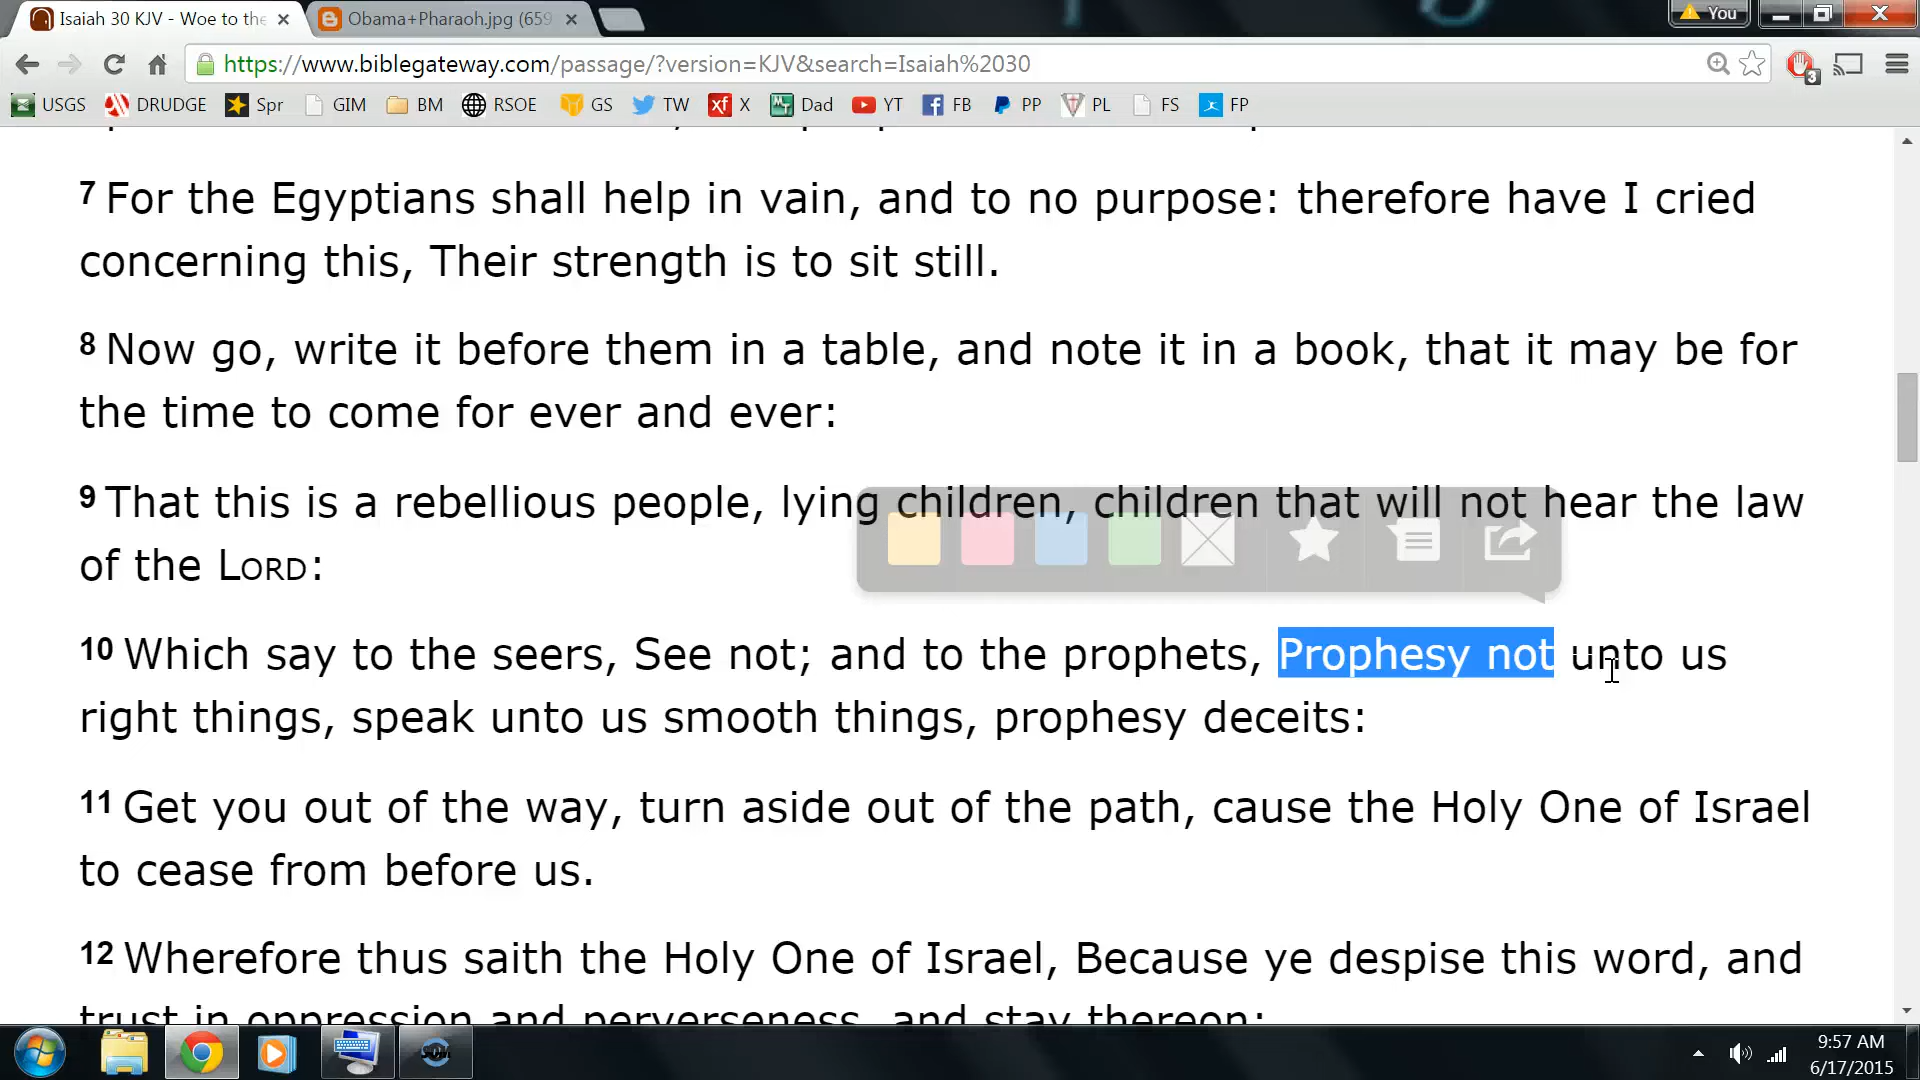 Isaiah 30 KJV - Woe to the
Obama+Pharaoh.jpg (659
You
https://www.biblegateway.com/passage/?version=KJV&search=Isaiah%2030
3
USGS DRUDGE Spr GIM BM RSOE GS TW X Dad YT FB PP PL FS FP
7 For the Egyptians shall help in vain, and to no purpose: therefore have I cried
concerning this, Their strength is to sit still.
8 Now go, write it before them in a table, and note it in a book, that it may be for
the time to come for ever and ever:
9 That this is a rebellious people, lying children, children that will not hear the law
of the LORD:
10 Which say to the seers, See not; and to the prophets, Prophesy not unto us
right things, speak unto us smooth things, prophesy deceits:
11 Get you out of the way, turn aside out of the path, cause the Holy One of Israel
to cease from before us.
12 Wherefore thus saith the Holy One of Israel, Because ye despise this word, and
trust in oppression and perverseness, and stay thereon:
9:57 AM
6/17/2015